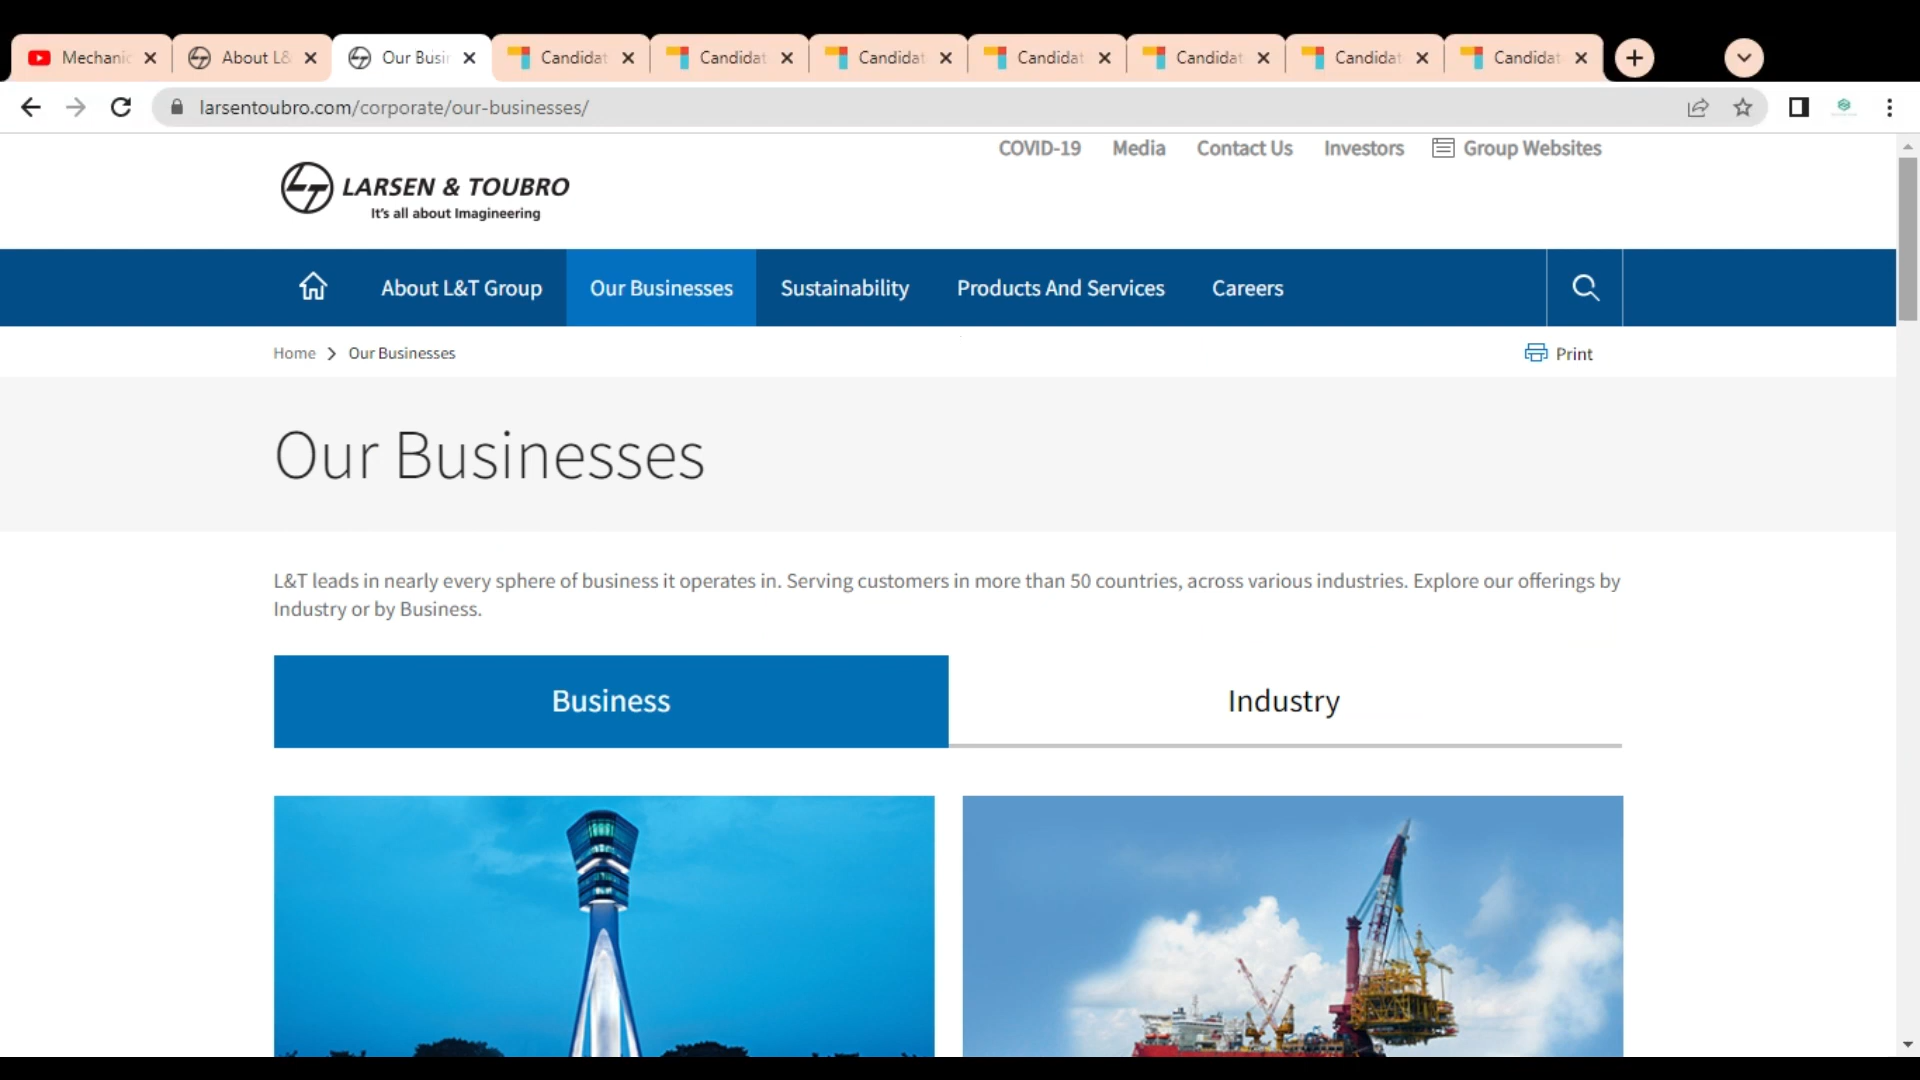 Mechanic
About L&
Our Busin
Candidat
Candidat
Candidat
Candidat
Candidat
Candidat
Candidat
larsentoubro.com/corporate/our-businesses/
COVID-19 Media Contact Us Investors Group Websites
LARSEN & TOUBRO
It's all about Imagineering
About L&T Group Our Businesses Sustainability Products And Services Careers
Home Our Businesses Print
Our Businesses
L&T leads in nearly every sphere of business it operates in. Serving customers in more than 50 countries, across various industries. Explore our offerings by
Industry or by Business.
Business Industry